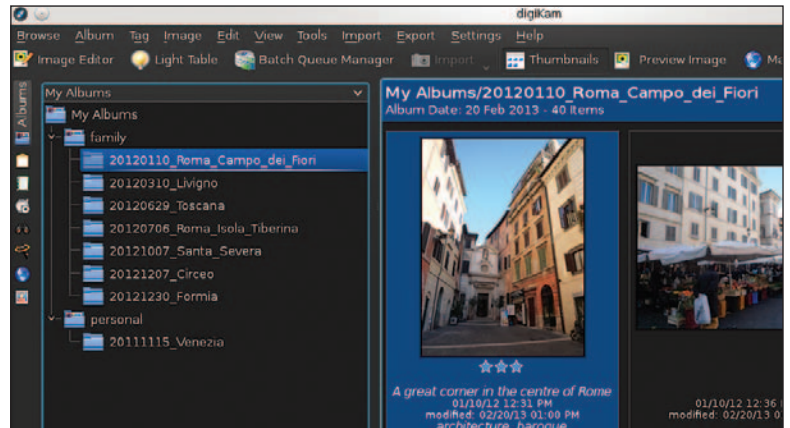 digiKam
Browse Album Tag Image Edit View Tools Import Export Settings Help
Image Editor Light Table Batch Queue Manager Import Thumbnails Preview Image
Albums
My Albums
My Albums
family
20120110_Roma_Campo_dei_Fiori
20120310_Livigno
20120629_Toscana
20120706_Roma_Isola_Tiberina
20121007_Santa_Severa
20121207_Circeo
20121230_Formia
personal
20111115_Venezia
My Albums/20120110_Roma_Campo_dei_Fiori
Album Date: 20 Feb 2013 - 40 Items
A great corner in the centre of Rome
01/10/12 12:31 PM
modified: 02/20/13 01:00 PM
architecture, baroque
01/10/12 12:36
modified: 02/20/13